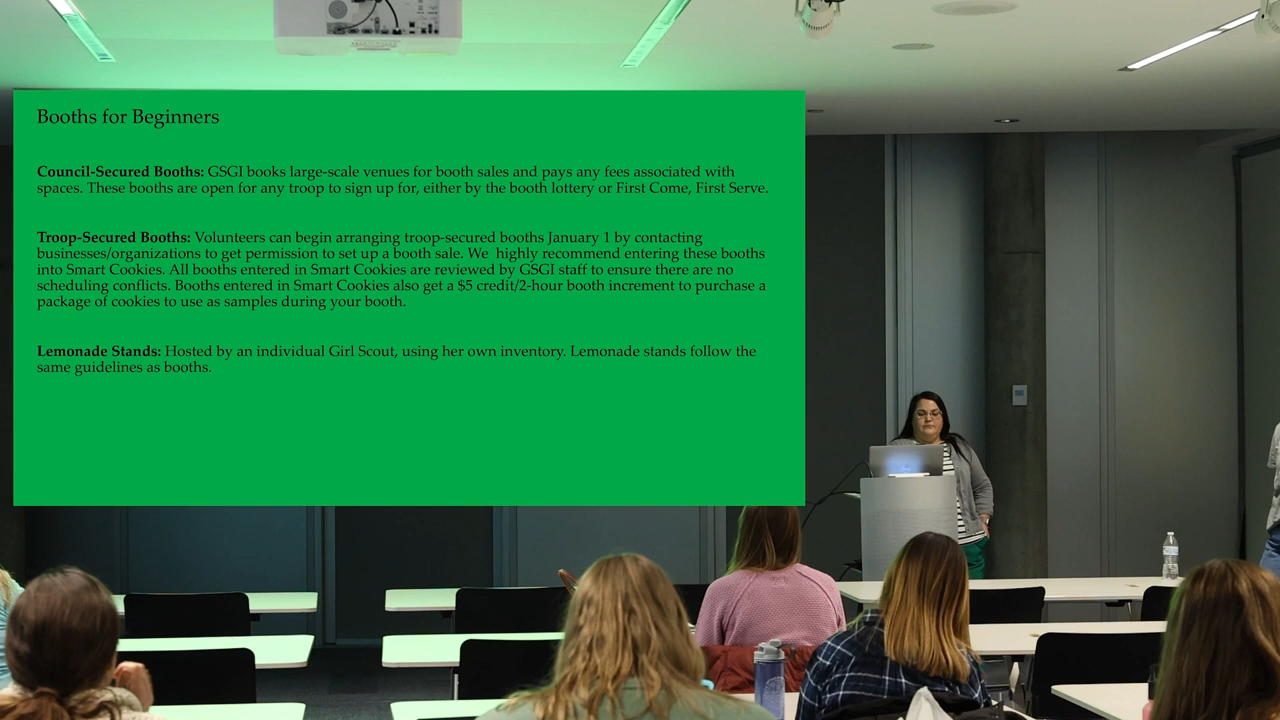 Booths for Beginners
Council-Secured Booths: GSGI books large-scale venues for booth sales and pays any fees associated with
spaces. These booths are open for any troop to sign up for, either by the booth lottery or First Come, First Serve.
Troop-Secured Booths: Volunteers can begin arranging troop-secured booths January 1 by contacting
businesses/organizations to get permission to set up a booth sale. We  highly recommend entering these booths
into Smart Cookies. All booths entered in Smart Cookies are reviewed by GSGI staff to ensure there are no
scheduling conflicts. Booths entered in Smart Cookies also get a $5 credit/2-hour booth increment to purchase a
package of cookies to use as samples during your booth.
Lemonade Stands: Hosted by an individual Girl Scout, using her own inventory. Lemonade stands follow the
same guidelines as booths.